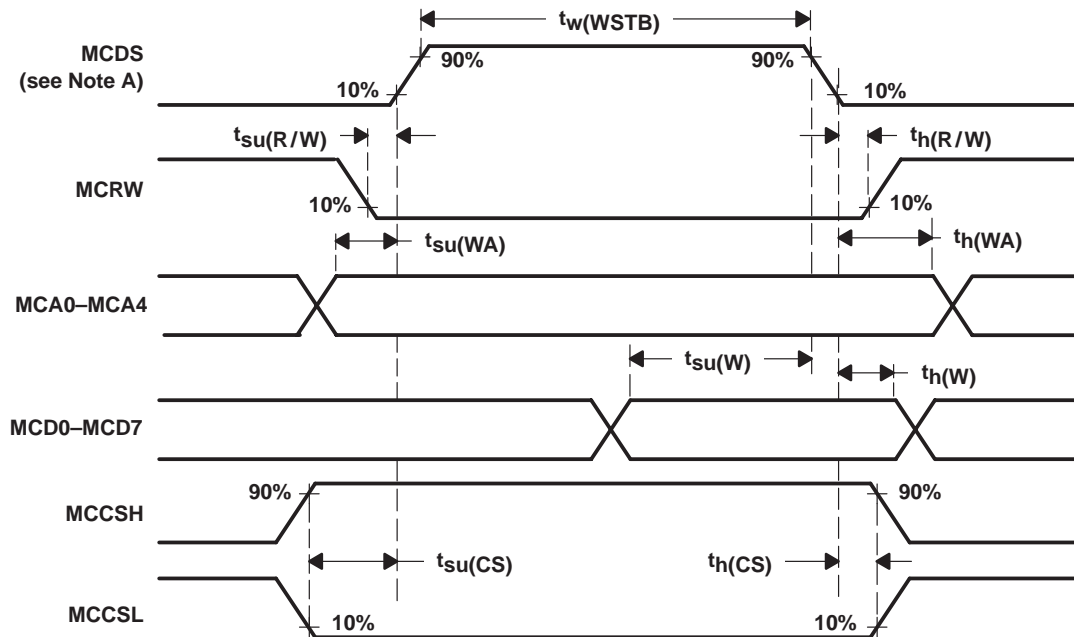 tw(WSTB)
MCDS
(see Note A)
90%
90%
10%
10%
tsu(R/W)
th(R/W)
MCRW
10%
10%
tsu(WA)
th(WA)
MCA0–MCA4
tsu(W)
th(W)
MCD0–MCD7
90%
90%
MCCSH
tsu(CS)
th(CS)
MCCSL
10%
10%